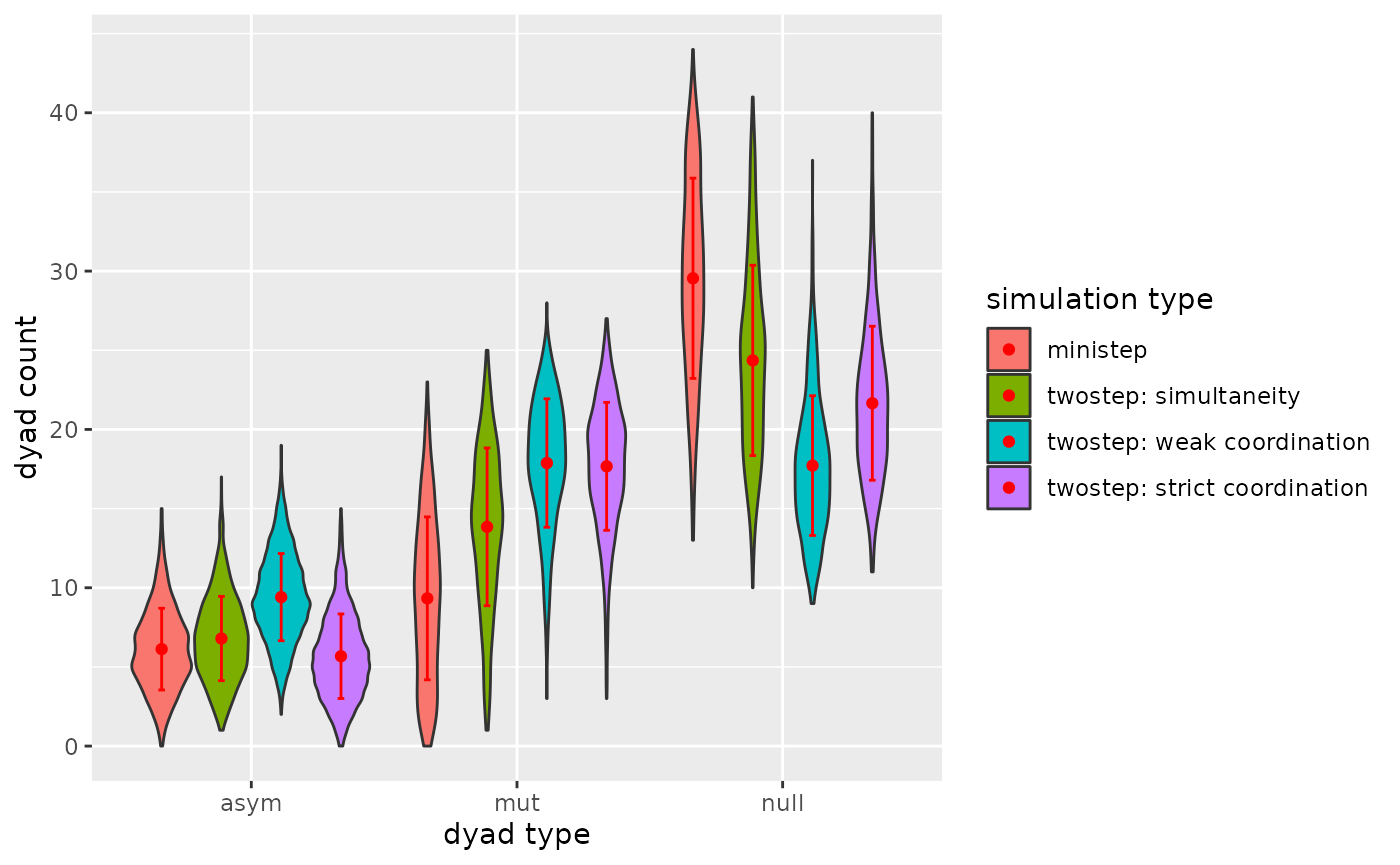 dyad count
40
30
20
10
0
asym
mut
null
dyad type
simulation type
ministep
twostep: simultaneity
twostep: weak coordination
twostep: strict coordination